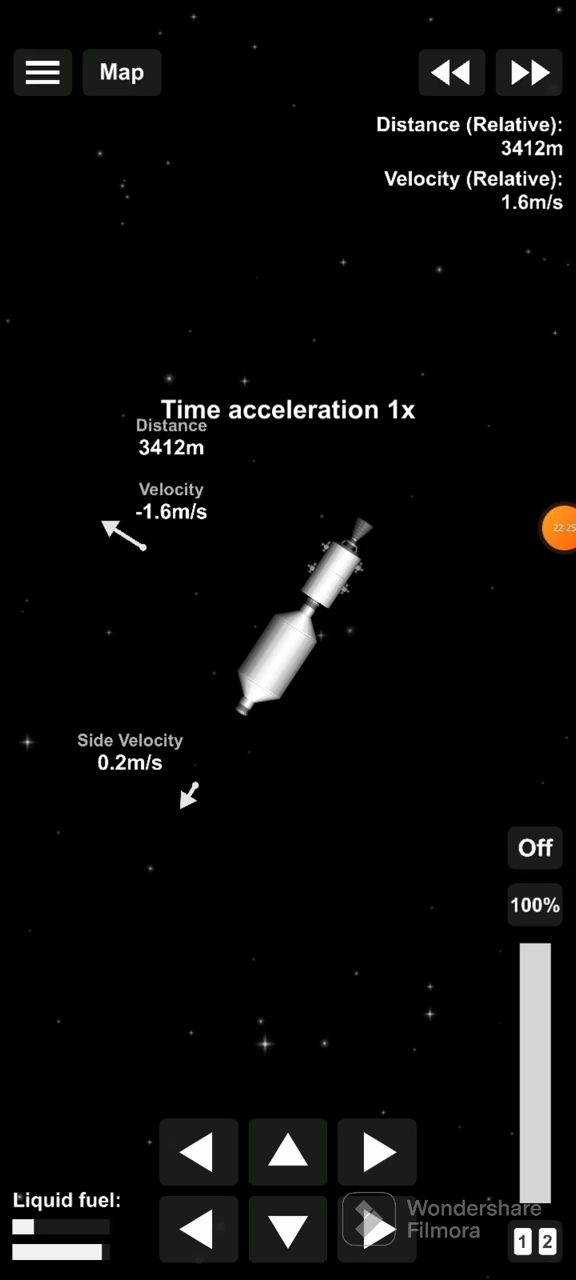 Map
Distance (Relative):
3412m
Velocity (Relative):
1.6m/s
Time acceleration 1x
Distance
3412m
Velocity
-1.6m/s
22:25
Side Velocity
0.2m/s
Off
100%
Liquid fuel:
Wondershare
Filmora
1 2